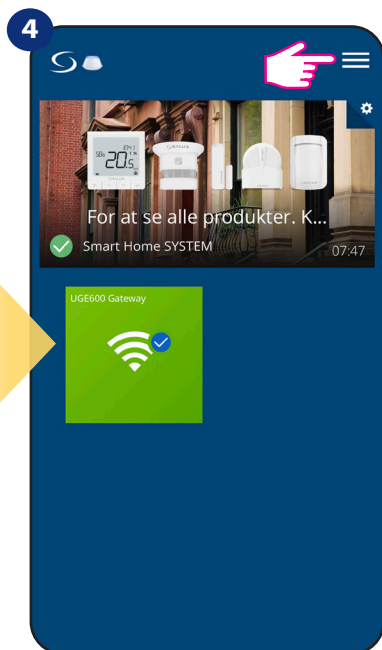 4
For at se alle produkter. K...
Smart Home SYSTEM
07:47
UGE600 Gateway